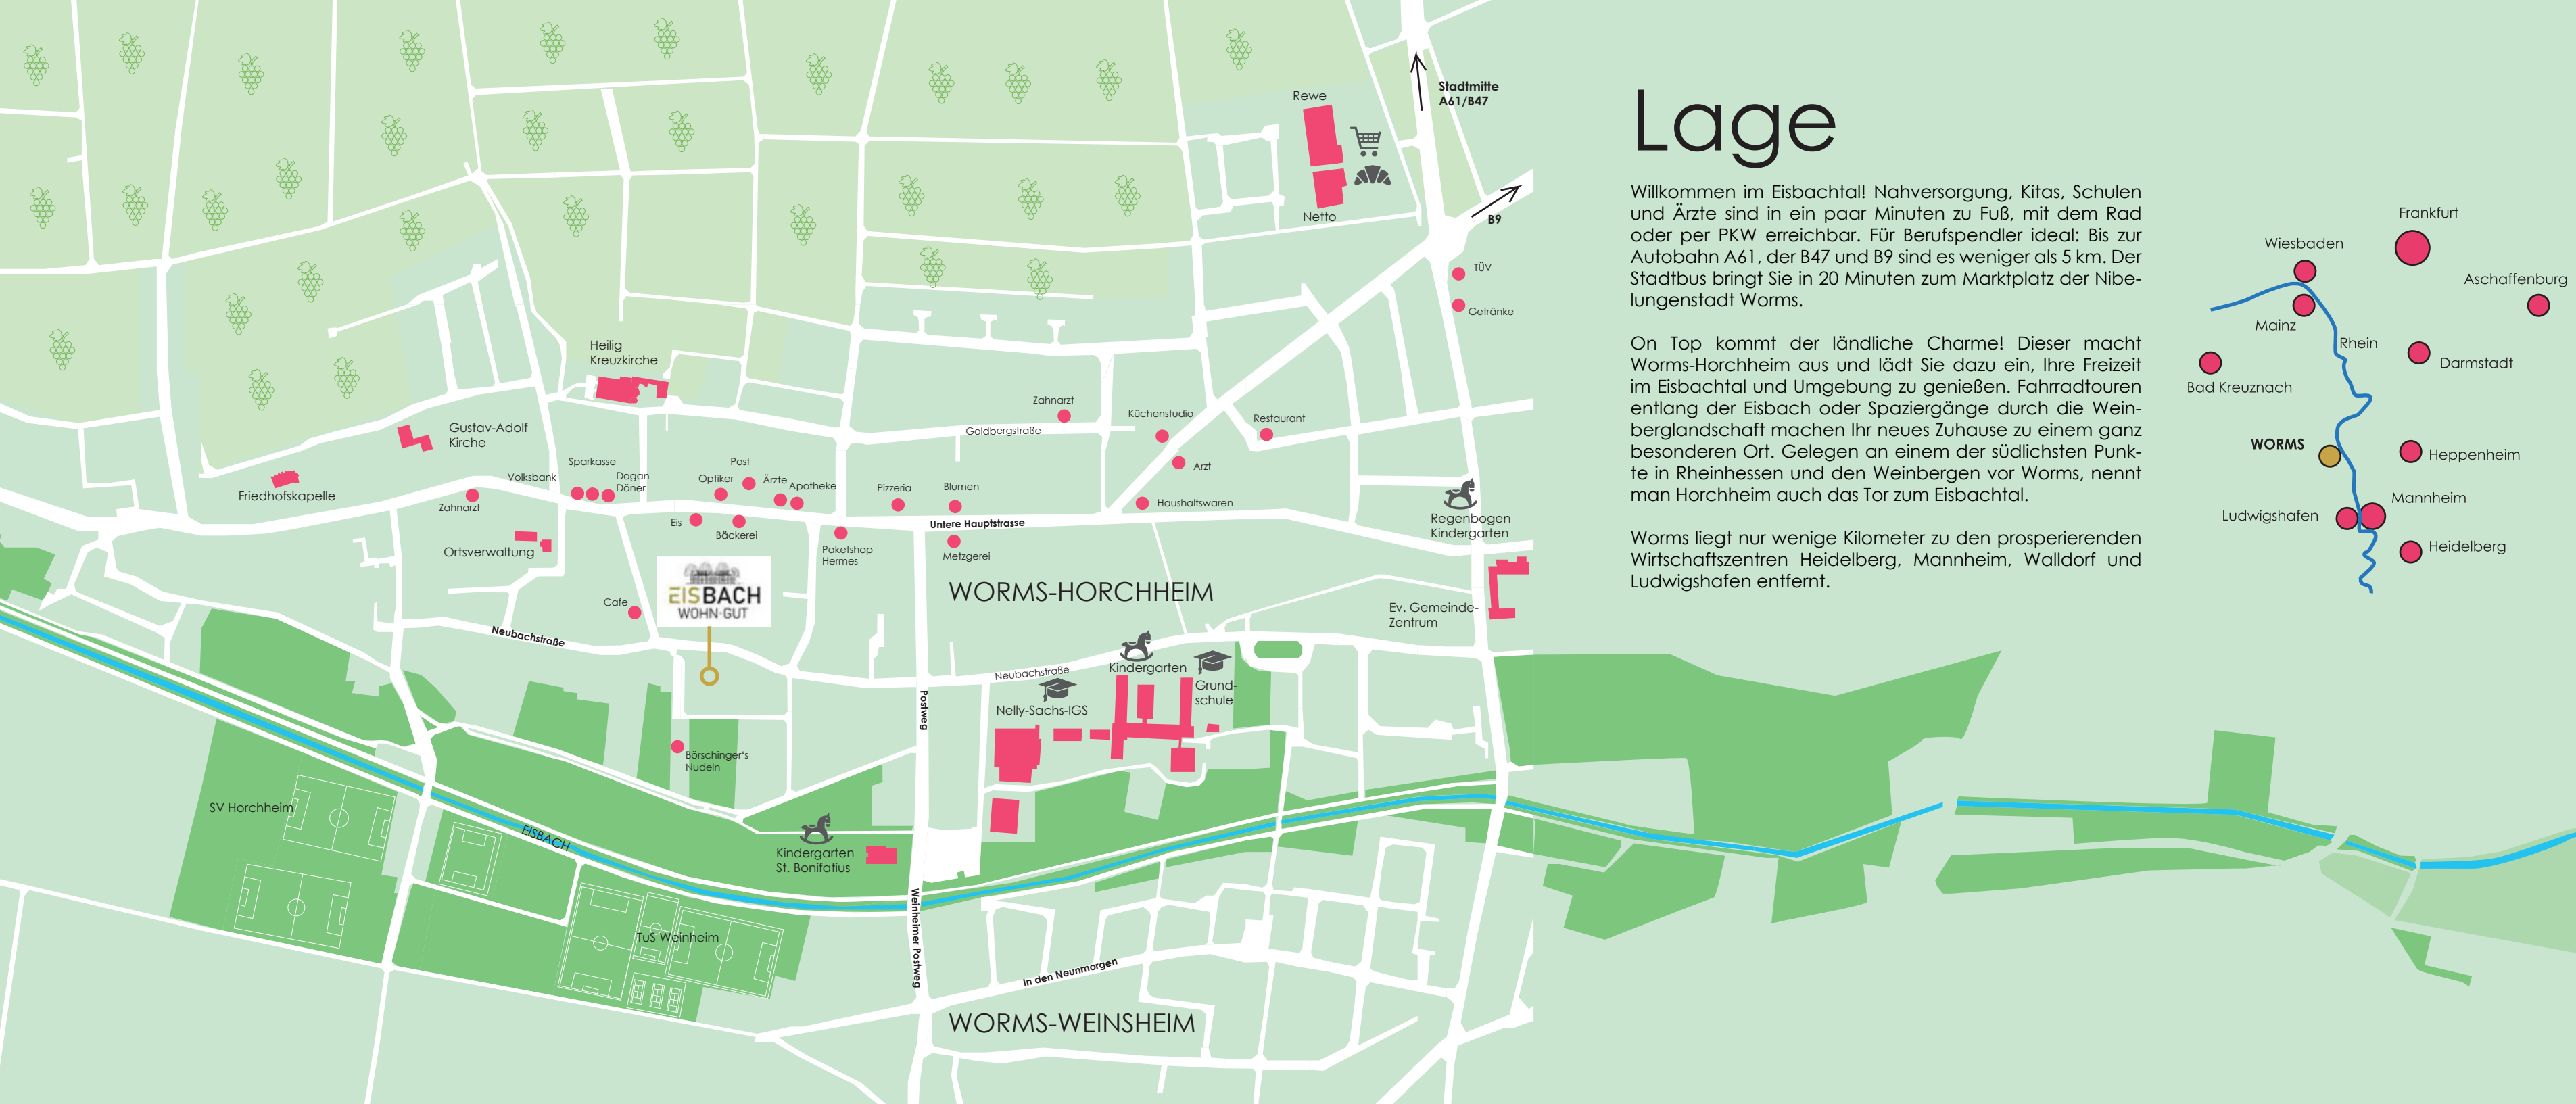 Rewe
Stadtmitte
A61/B47
Netto
B9
TÜV
Getränke
Heilig
Kreuzkirche
Zahnarzt
Küchenstudio
Restaurant
Goldbergstraße
Gustav-Adolf
Kirche
Arzt
Friedhofskapelle
Volksbank
Sparkasse
Dogan
Döner
Post
Optiker
Ärzte
Apotheke
Pizzeria
Blumen
Haushaltswaren
Zahnarzt
Eis
Bäckerei
Untere Hauptstrasse
Regenbogen
Kindergarten
Ortsverwaltung
Paketshop
Hermes
Metzgerei
EISBACH
WOHN-GUT
WORMS-HORCHHEIM
Cafe
Ev. Gemeinde-
Zentrum
Neubachstraße
Neubachstraße
Kindergarten
Grund-
schule
Nelly-Sachs-IGS
Postweg
Börschinger's
Nudeln
SV Horchheim
EISBACH
Kindergarten
St. Bonifatius
TuS Weinheim
Weinheimer Postweg
In den Neunmorgen
WORMS-WEINSHEIM
Lage
Willkommen im Eisbachtal! Nahversorgung, Kitas, Schulen
und Ärzte sind in ein paar Minuten zu Fuß, mit dem Rad
oder per PKW erreichbar. Für Berufspendler ideal: Bis zur
Autobahn A61, der B47 und B9 sind es weniger als 5 km. Der
Stadtbus bringt Sie in 20 Minuten zum Marktplatz der Nibe-
lungenstadt Worms.
On Top kommt der ländliche Charme! Dieser macht
Worms-Horchheim aus und lädt Sie dazu ein, Ihre Freizeit
im Eisbachtal und Umgebung zu genießen. Fahrradtouren
entlang der Eisbach oder Spaziergänge durch die Wein-
berglandschaft machen Ihr neues Zuhause zu einem ganz
besonderen Ort. Gelegen an einem der südlichsten Punk-
te in Rheinhessen und den Weinbergen vor Worms, nennt
man Horchheim auch das Tor zum Eisbachtal.
Worms liegt nur wenige Kilometer zu den prosperierenden
Wirtschaftszentren Heidelberg, Mannheim, Walldorf und
Ludwigshafen entfernt.
Frankfurt
Wiesbaden
Aschaffenburg
Mainz
Rhein
Darmstadt
Bad Kreuznach
WORMS
Heppenheim
Mannheim
Ludwigshafen
Heidelberg